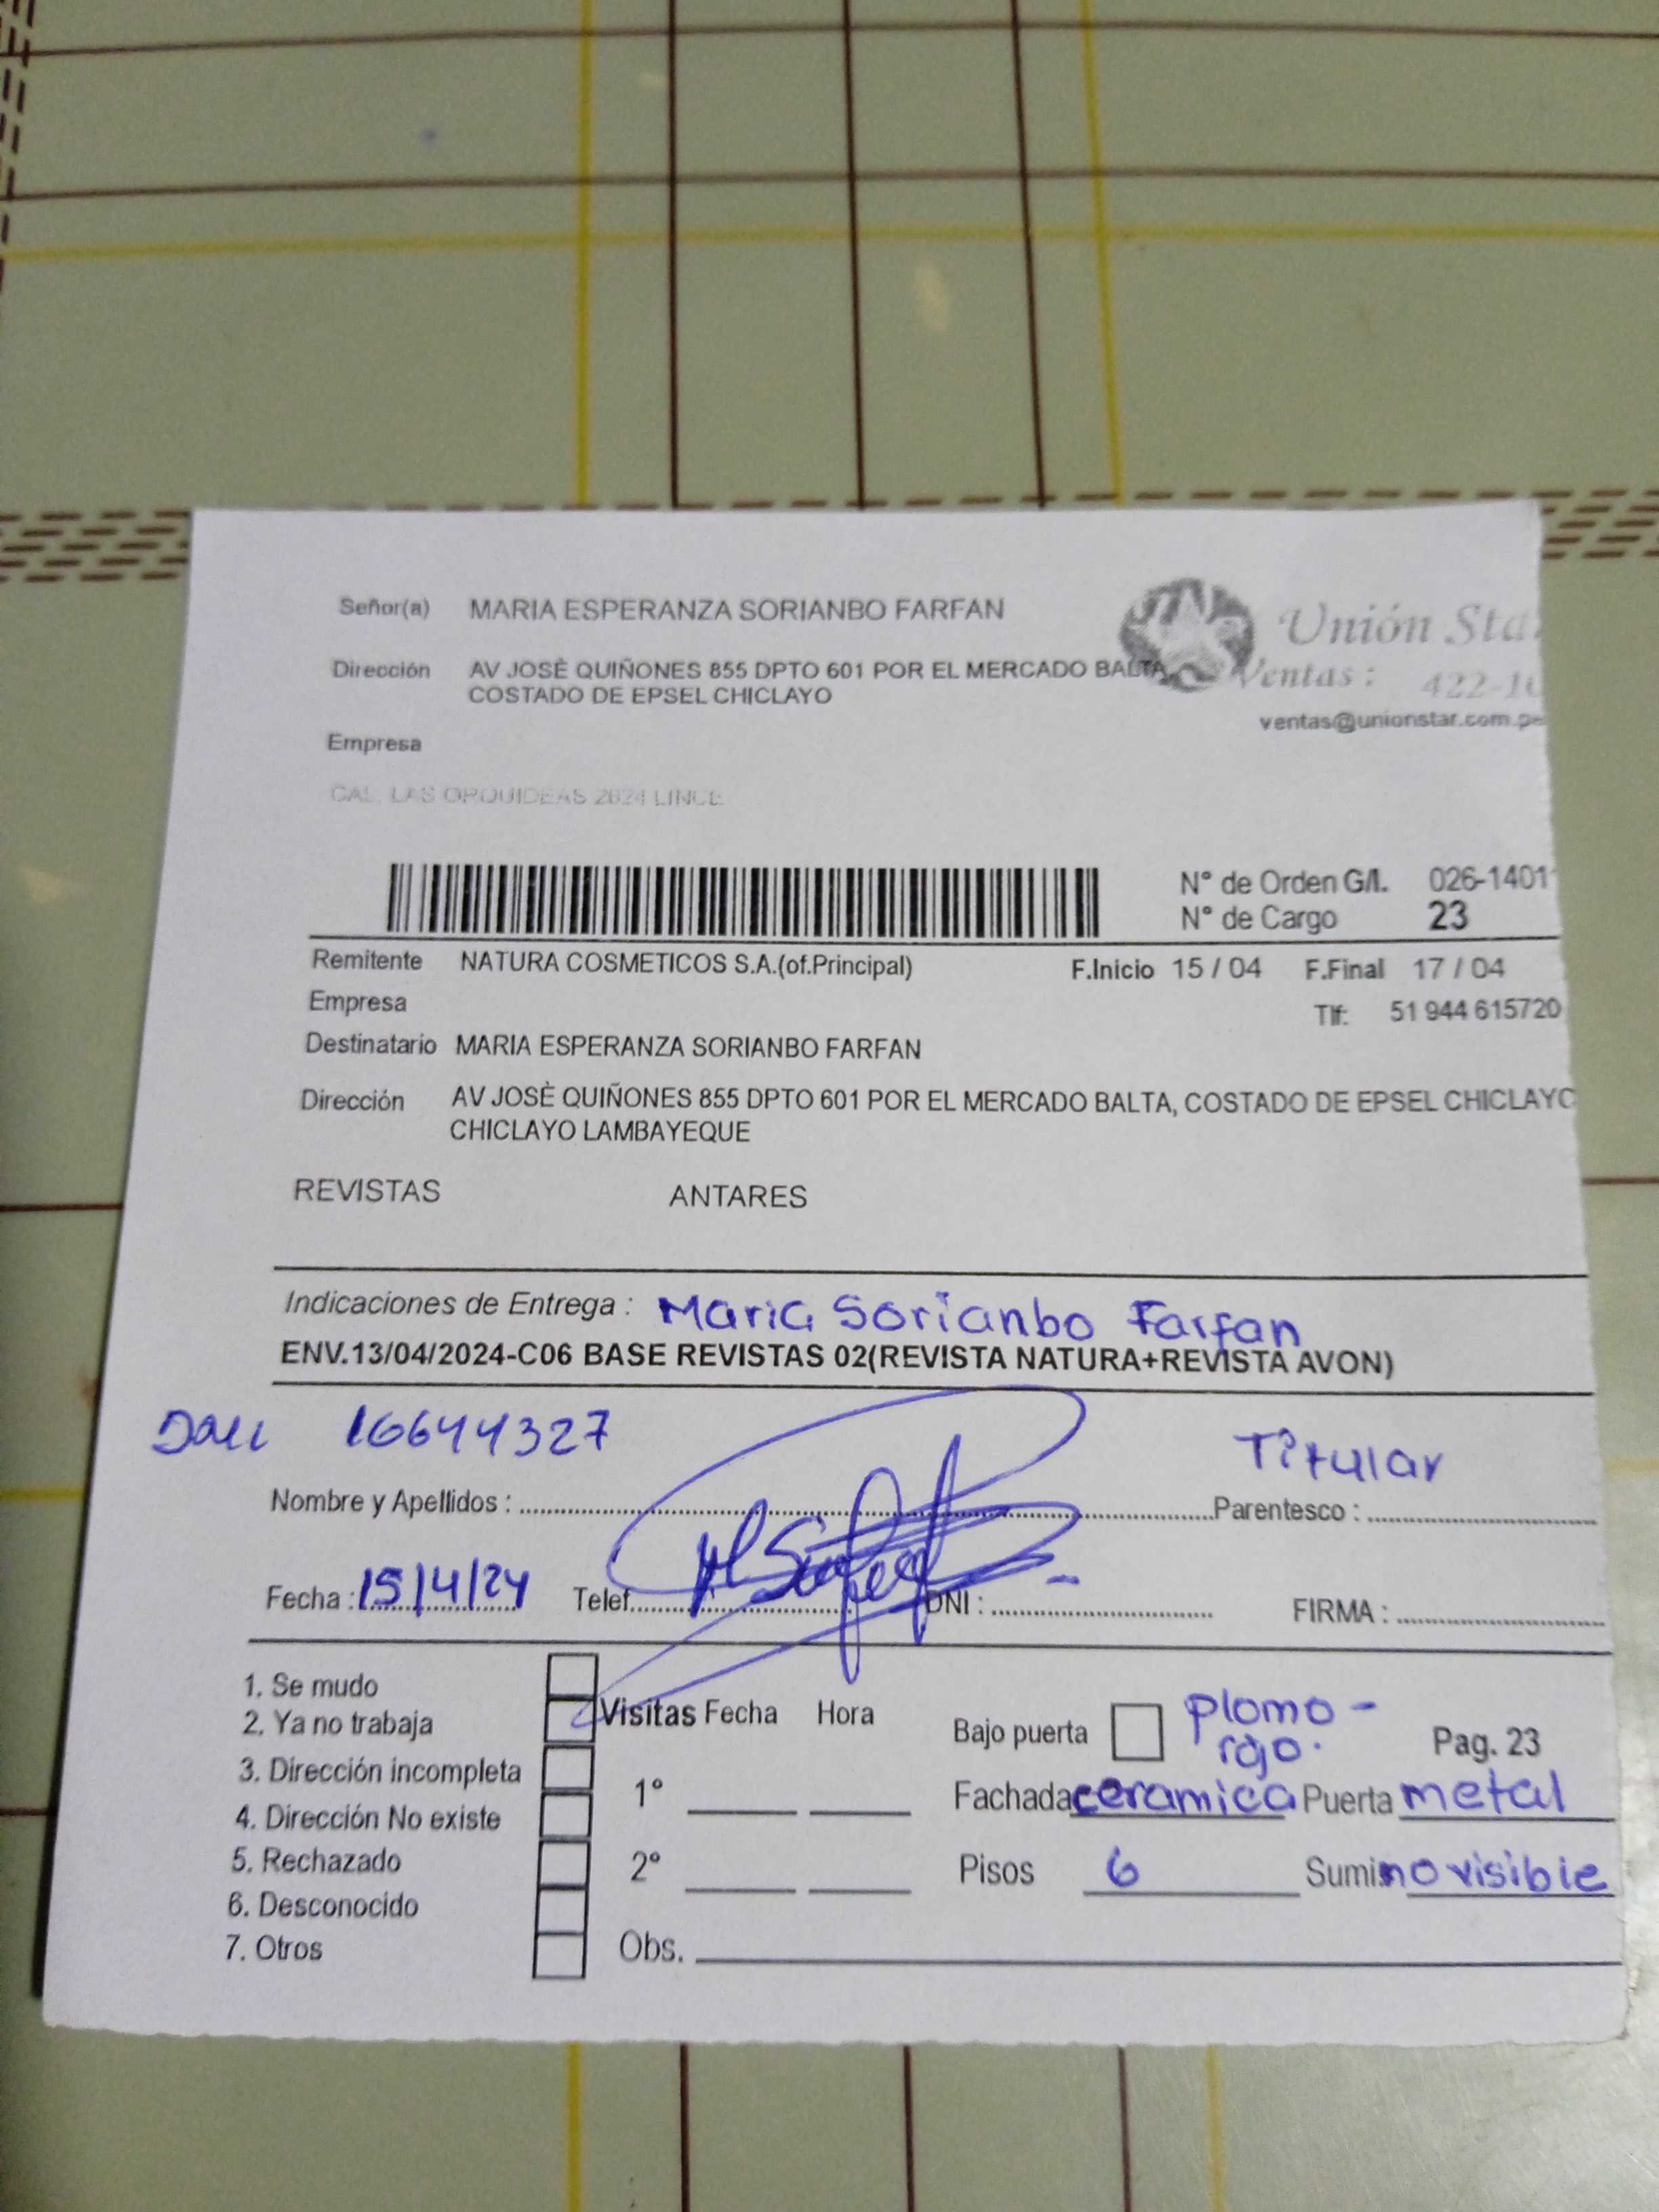 Señor(a) MARIA ESPERANZA SORIANBO FARFAN
Unión Sta
Dirección AV JOSÈ QUIÑONES 855 DPTO 601 POR EL MERCADO BALTA,
COSTADO DE EPSEL CHICLAYO
Ventas : 422-10
ventas@unionstar.com.pe
Empresa
CAL. LAS ORQUIDEAS 2624 LINCE
N° de Orden G/I. 026-1401
N° de Cargo 23
Remitente NATURA COSMETICOS S.A.(of.Principal) F.Inicio 15 / 04 F.Final 17 / 04
Empresa Tlf: 51 944 615720
Destinatario MARIA ESPERANZA SORIANBO FARFAN
Dirección AV JOSÈ QUIÑONES 855 DPTO 601 POR EL MERCADO BALTA, COSTADO DE EPSEL CHICLAYO
CHICLAYO LAMBAYEQUE
REVISTAS ANTARES
Indicaciones de Entrega : Maria Sorianbo Farfan
ENV.13/04/2024-C06 BASE REVISTAS 02(REVISTA NATURA+REVISTA AVON)
16644327 Titular
Nombre y Apellidos : Parentesco :
Fecha : 15/4/24 Telef. DNI : FIRMA :
1. Se mudo
2. Ya no trabaja
3. Dirección incompleta
4. Dirección No existe
5. Rechazado
6. Desconocido
7. Otros
Visitas Fecha Hora
1°
2°
Obs.
Bajo puerta plomo - rojo. Pag. 23
Fachada ceramica Puerta metal
Pisos 6 Sumi no visible